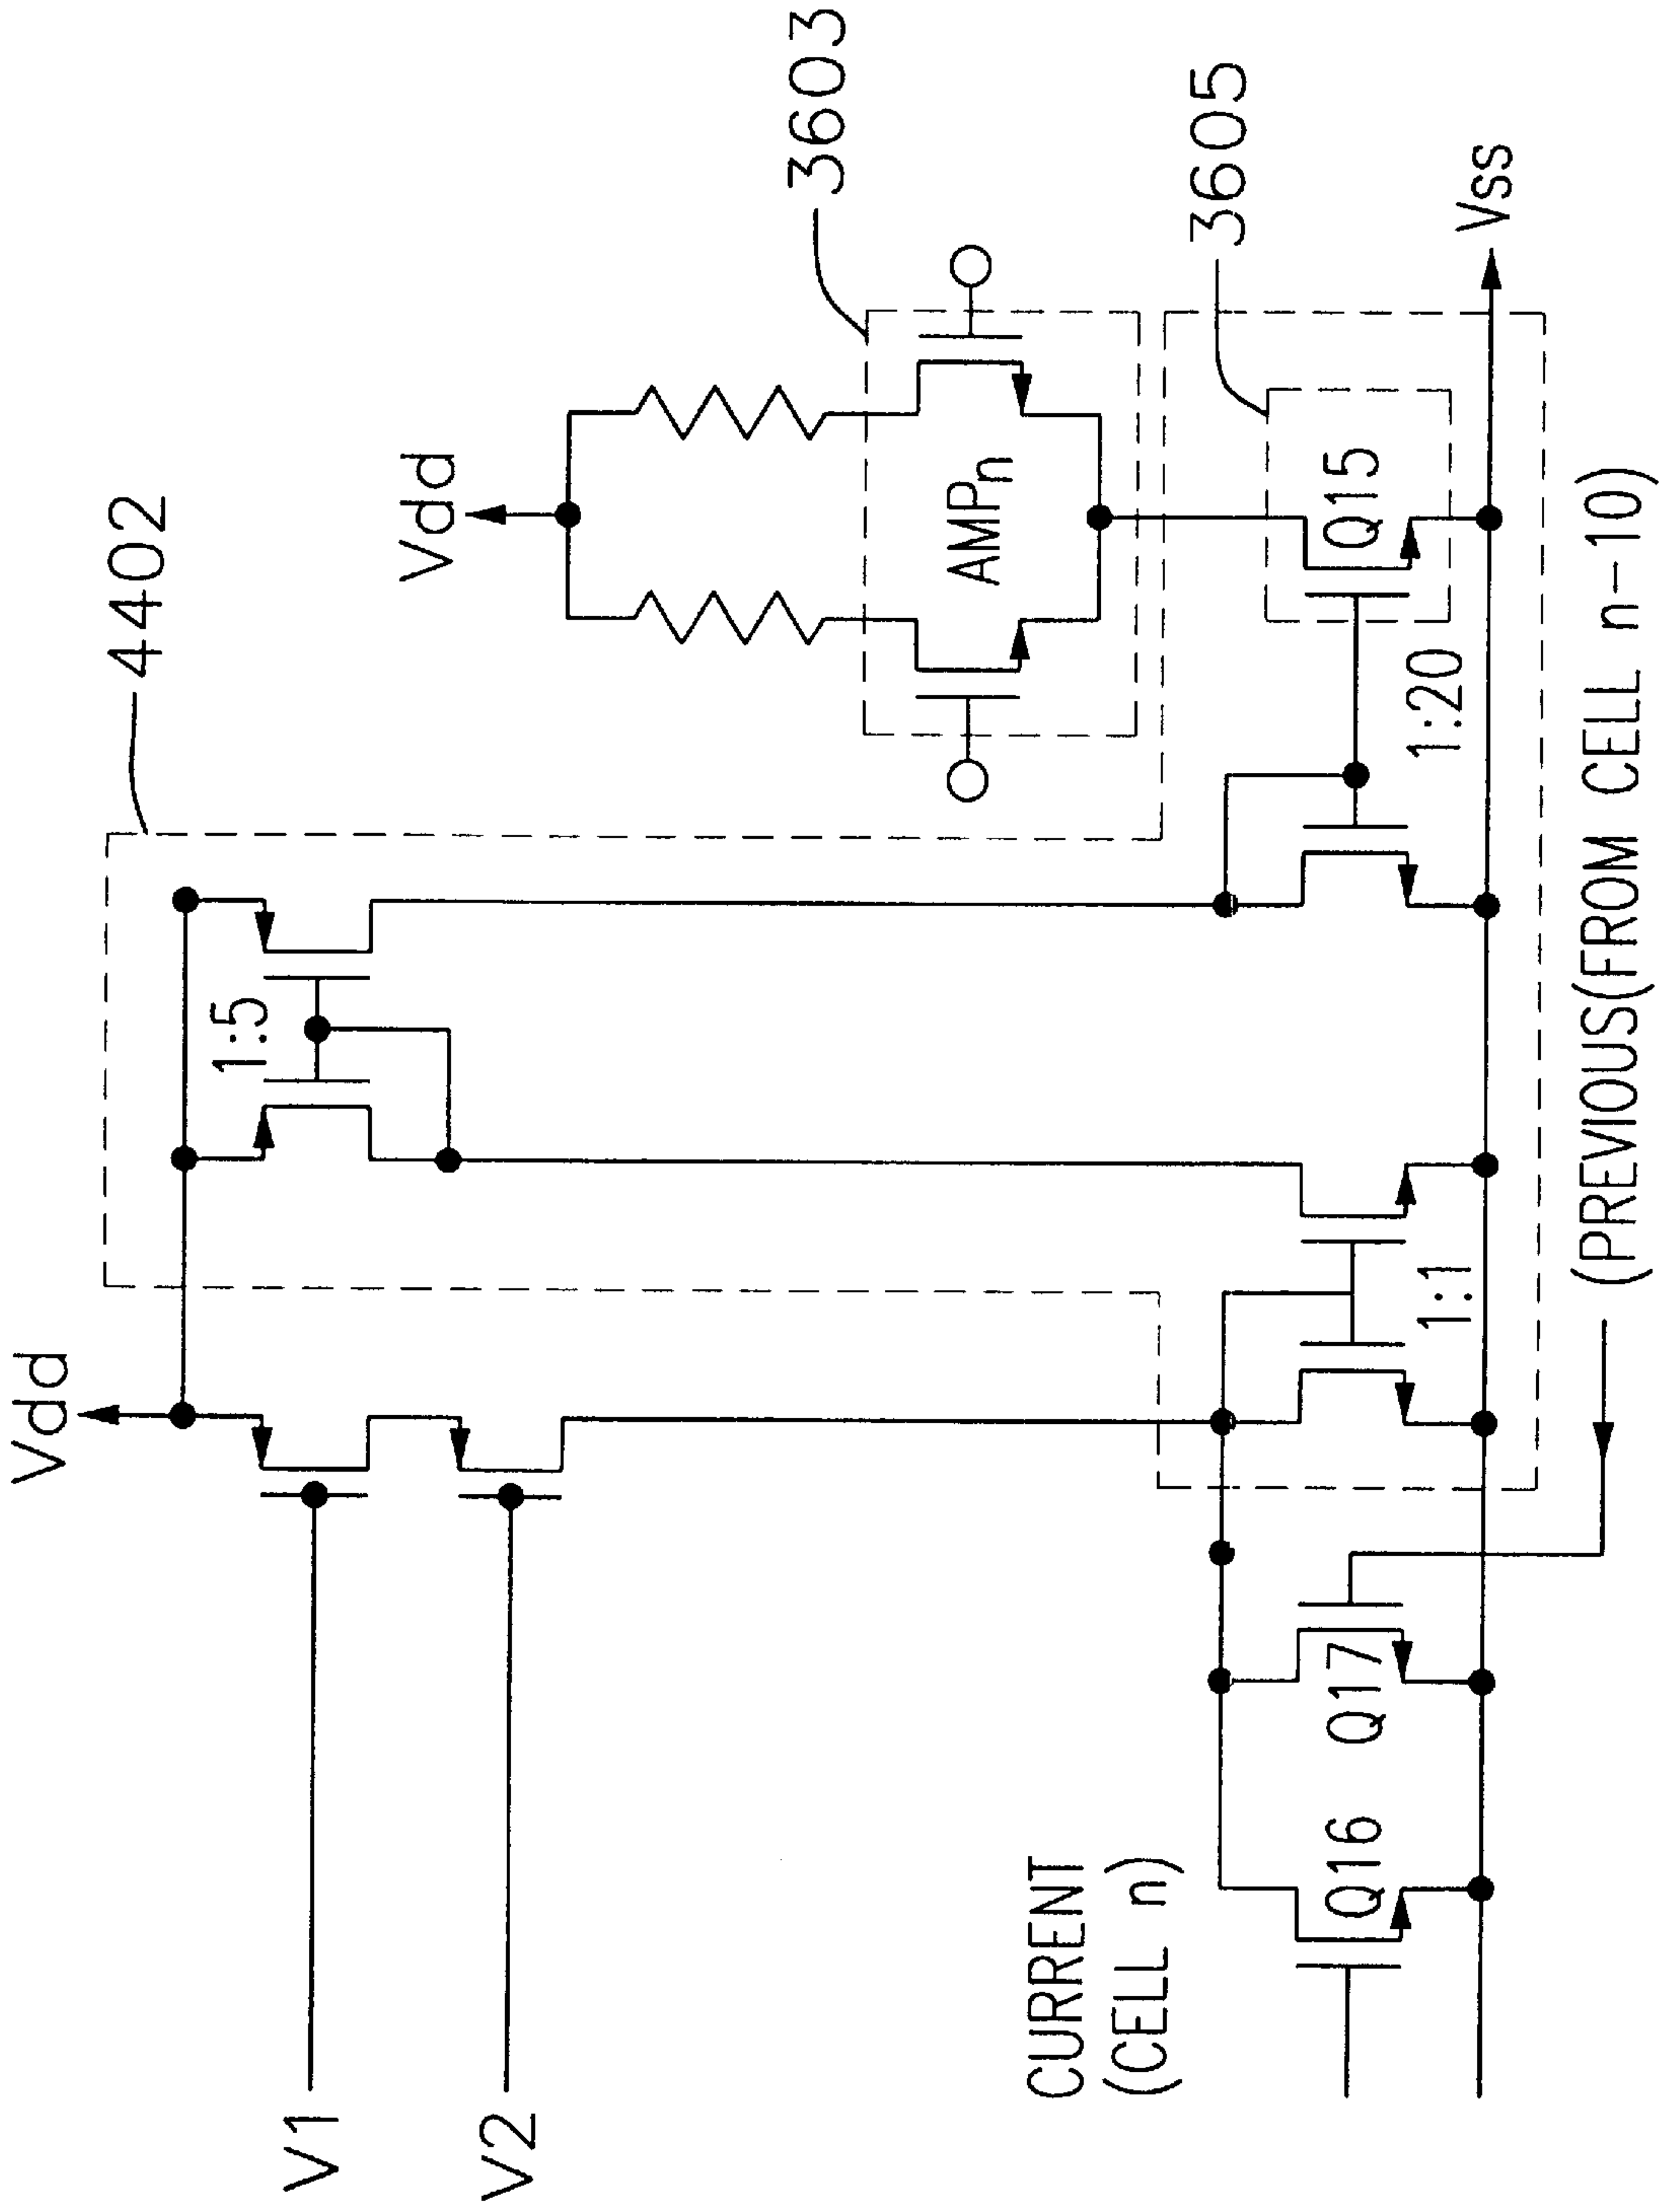 4402
Vdd
Vdd
3603
1:5
V1
V2
AMPn
3605
CURRENT
(CELL n)
Q16
Q17
Q15
1:1
1:20
Vss
(PREVIOUS(FROM CELL n-10)